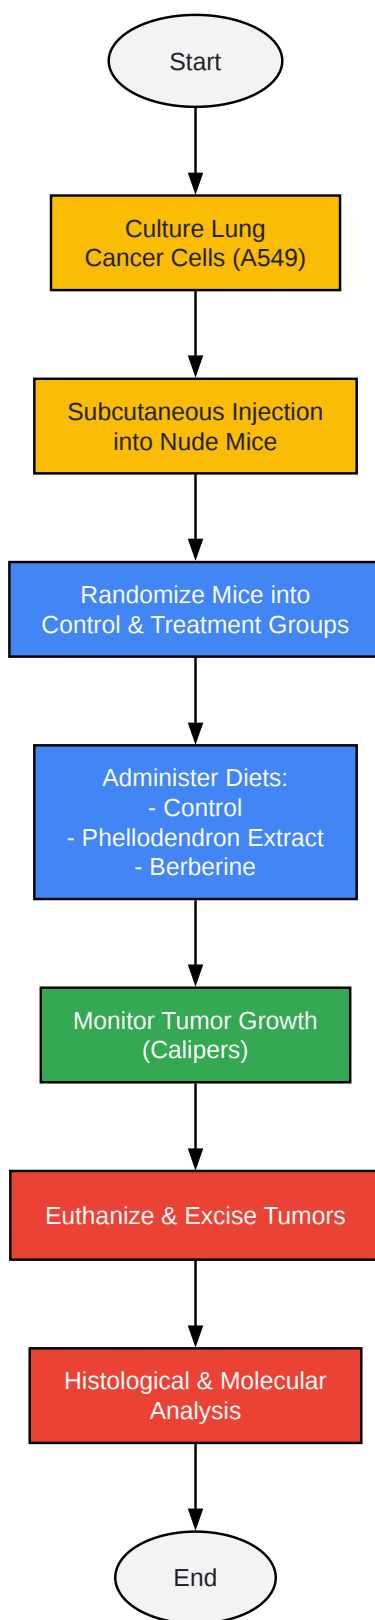 Start
Culture Lung
Cancer Cells (A549)
Subcutaneous Injection
into Nude Mice
Randomize Mice into
Control & Treatment Groups
Administer Diets:
- Control
- Phellodendron Extract
- Berberine
Monitor Tumor Growth
(Calipers)
Euthanize & Excise Tumors
Histological & Molecular
Analysis
End